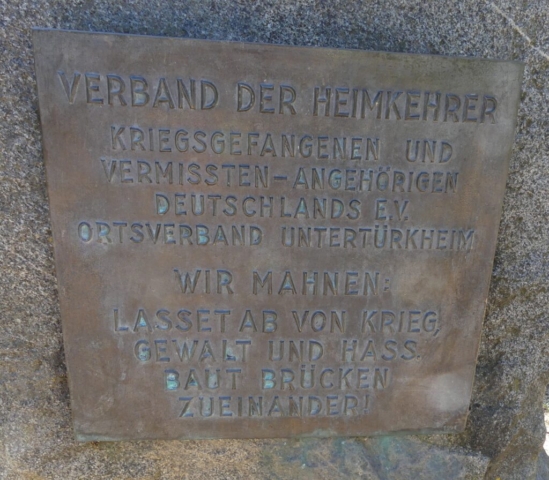 VERBAND DER HEIMKEHRER
KRIEGSGEFANGENEN UND
VERMISSTEN-ANGEHÖRIGEN
DEUTSCHLANDS E.V.
ORTSVERBAND UNTERTÜRKHEIM
WIR MAHNEN:
LASSET AB VON KRIEG,
GEWALT UND HASS.
BAUT BRÜCKEN
ZUEINANDER!